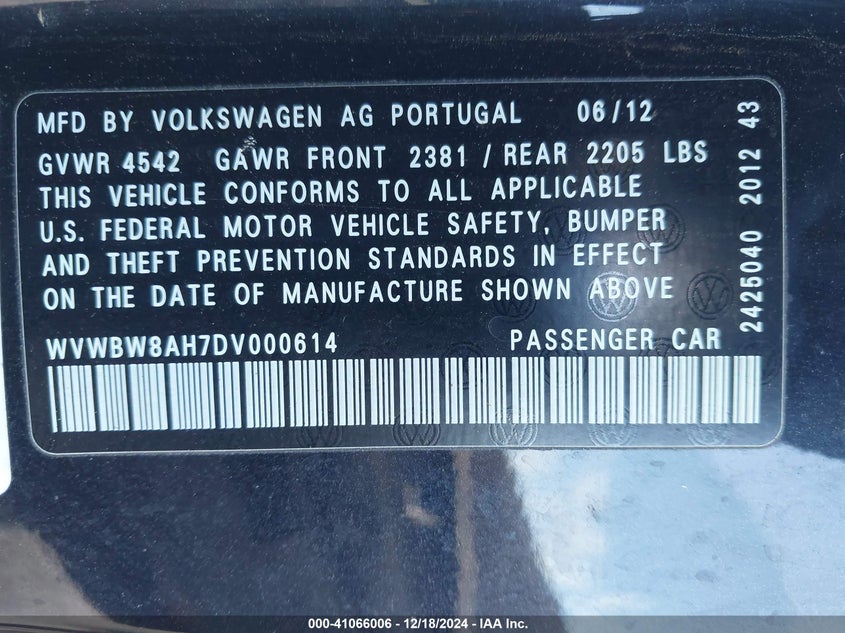 MFD BY VOLKSWAGEN AG PORTUGAL 06/12
GVWR 4542 GAWR FRONT 2381 / REAR 2205 LBS
THIS VEHICLE CONFORMS TO ALL APPLICABLE
U.S. FEDERAL MOTOR VEHICLE SAFETY, BUMPER
AND THEFT PREVENTION STANDARDS IN EFFECT
ON THE DATE OF MANUFACTURE SHOWN ABOVE
WVWBW8AH7DV000614 PASSENGER CAR
2425040 2012 43
000-41066006 - 12/18/2024 - IAA Inc.